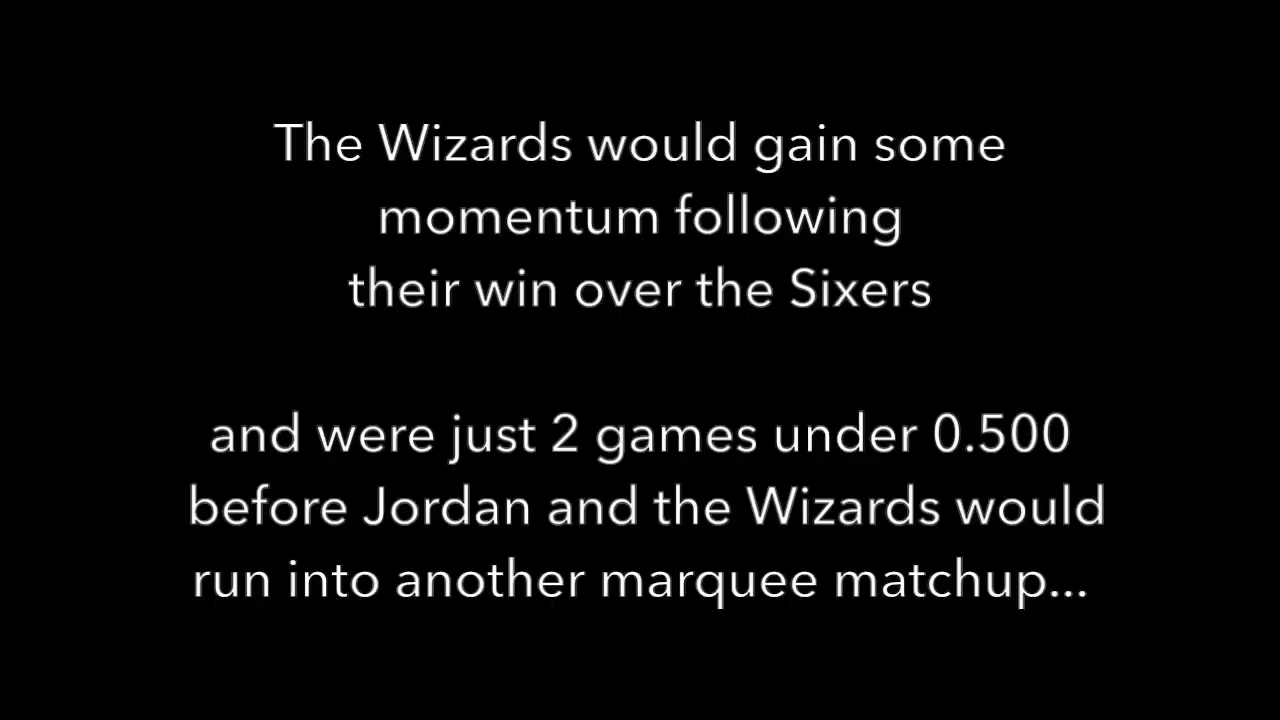 The Wizards would gain some
momentum following
their win over the Sixers
and were just 2 games under 0.500
before Jordan and the Wizards would
run into another marquee matchup...